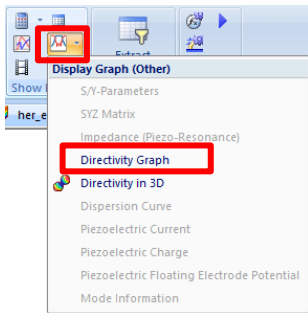 Extract
Show
her_e
Display Graph (Other)
S/Y-Parameters
SYZ Matrix
Impedance (Piezo-Resonance)
Directivity Graph
Directivity in 3D
Dispersion Curve
Piezoelectric Current
Piezoelectric Charge
Piezoelectric Floating Electrode Potential
Mode Information